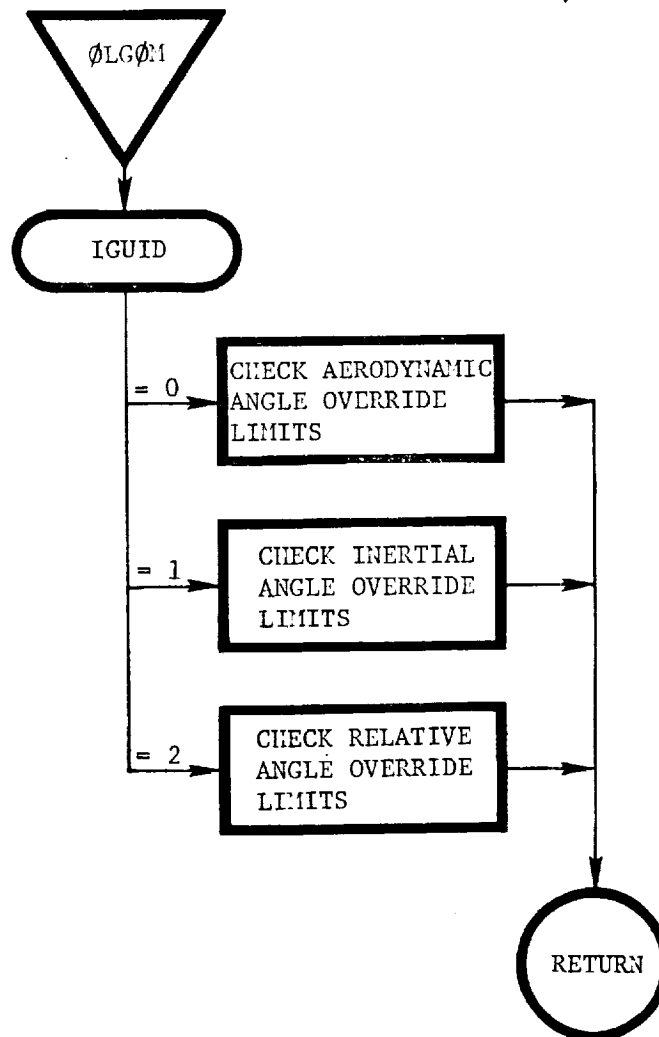 ØLGØM
IGUID
= 0
CHECK AERODYNAMIC
ANGLE OVERRIDE
LIMITS
= 1
CHECK INERTIAL
ANGLE OVERRIDE
LIMITS
= 2
CHECK RELATIVE
ANGLE OVERRIDE
LIMITS
RETURN